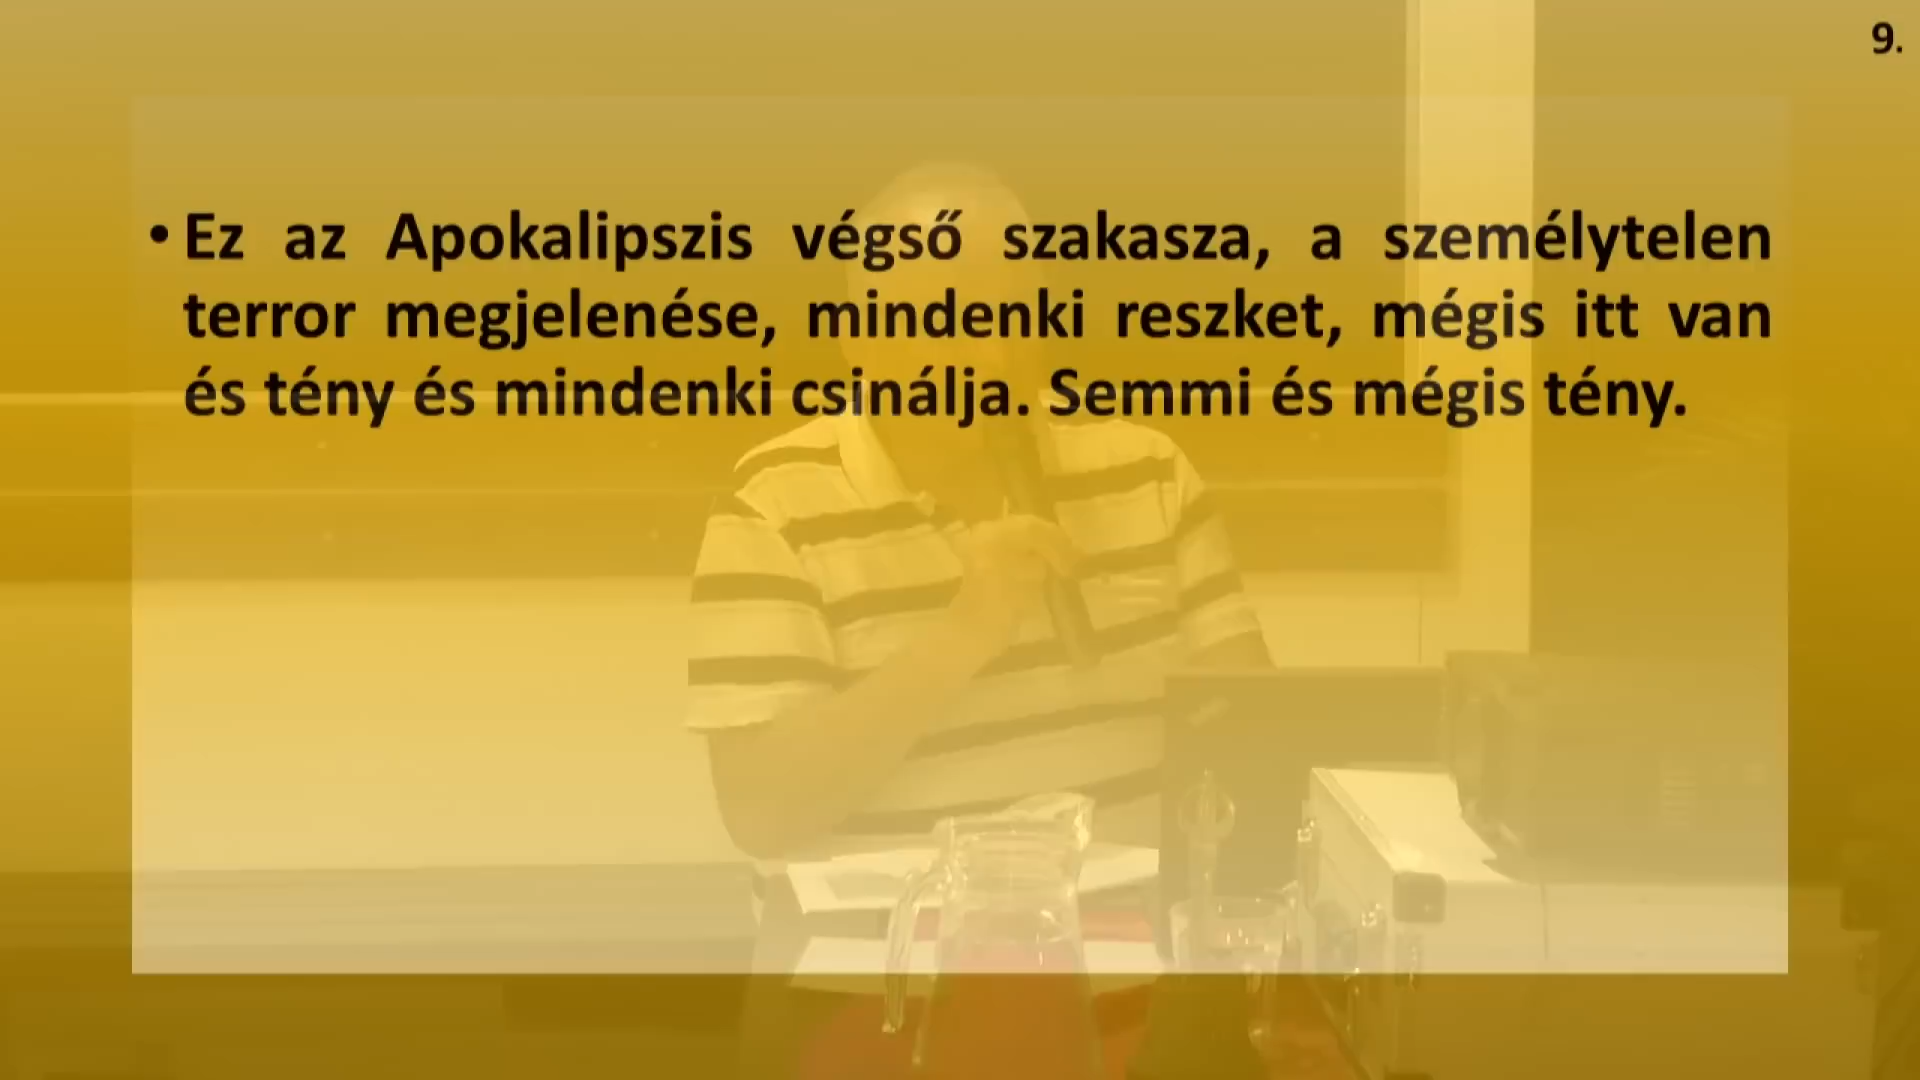 9.
• Ez az Apokalipszis végső szakasza, a személytelen
terror megjelenése, mindenki reszket, mégis itt van
és tény és mindenki csinálja. Semmi és mégis tény.